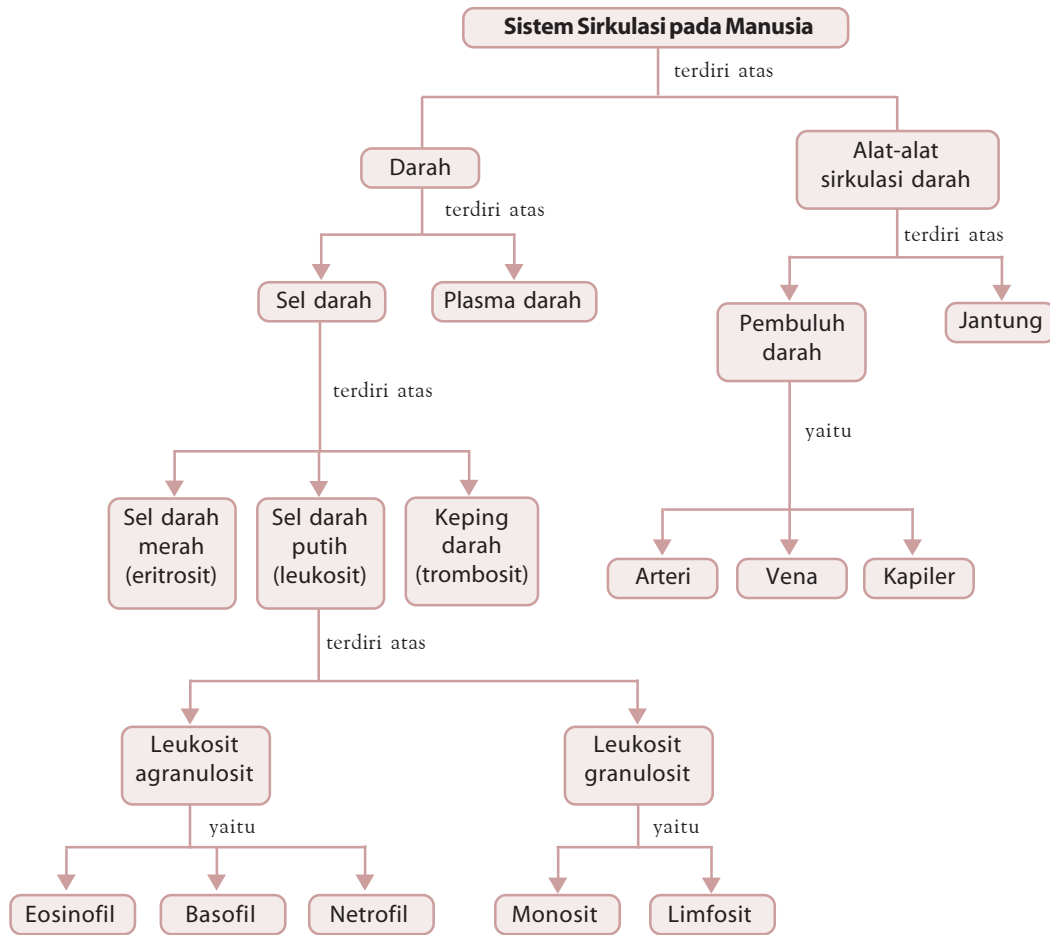 Sistem Sirkulasi pada Manusia
terdiri atas
Darah
Alat-alat
sirkulasi darah
terdiri atas
terdiri atas
Sel darah
Plasma darah
Pembuluh
darah
Jantung
terdiri atas
yaitu
Sel darah
merah
(eritrosit)
Sel darah
putih
(leukosit)
Keping
darah
(trombosit)
Arteri
Vena
Kapiler
terdiri atas
Leukosit
agranulosit
Leukosit
granulosit
yaitu
yaitu
Eosinofil
Basofil
Netrofil
Monosit
Limfosit